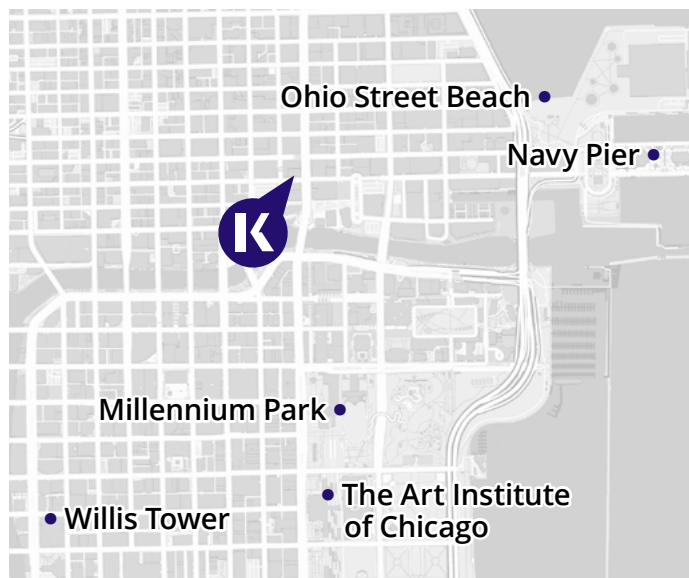 Ohio Street Beach
Navy Pier
K
Millennium Park
The Art Institute
of Chicago
Willis Tower